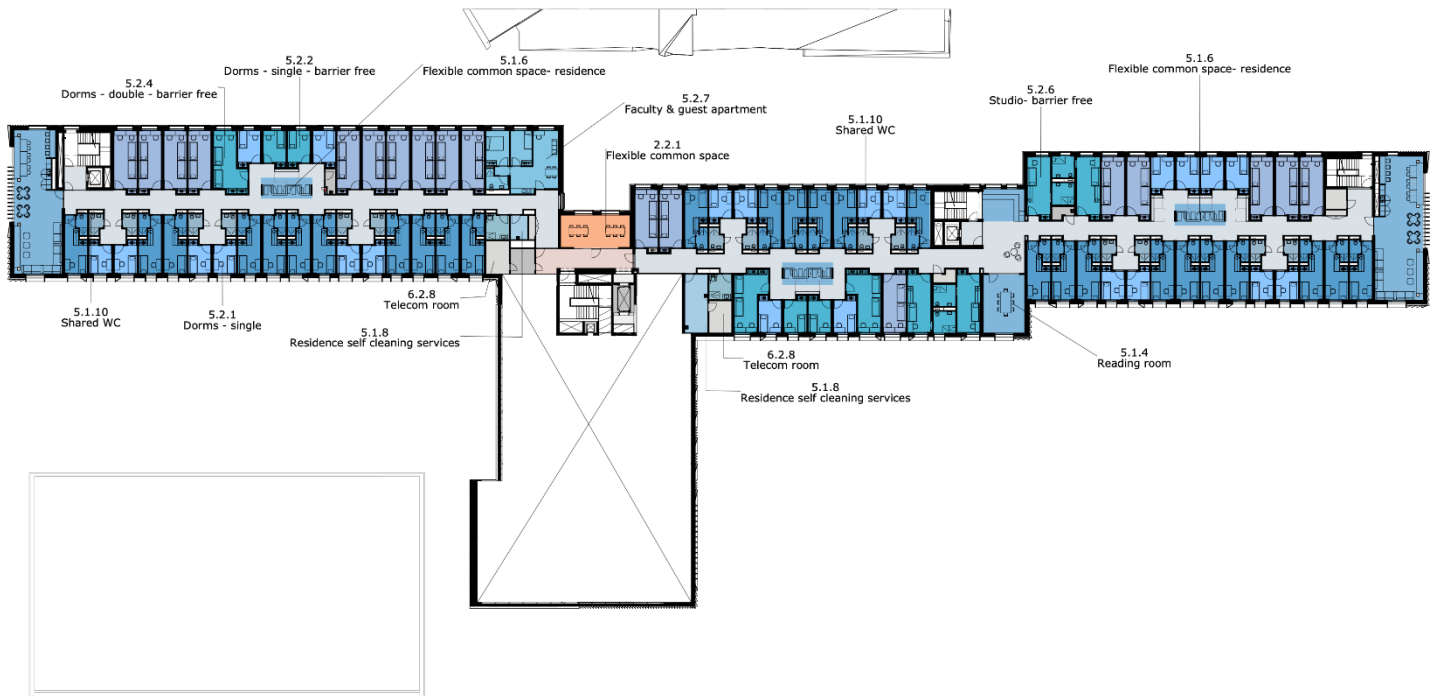 5.2.2
Dorms - single - barrier free
5.1.6
Flexible common space- residence
5.1.6
Flexible common space- residence
5.2.4
Dorms - double - barrier free
5.2.7
Faculty & guest apartment
5.2.6
Studio- barrier free
5.1.10
Shared WC
2.2.1
Flexible common space
6.2.8
Telecom room
5.1.10
Shared WC
5.2.1
Dorms - single
5.1.8
Residence self cleaning services
6.2.8
Telecom room
5.1.4
Reading room
5.1.8
Residence self cleaning services